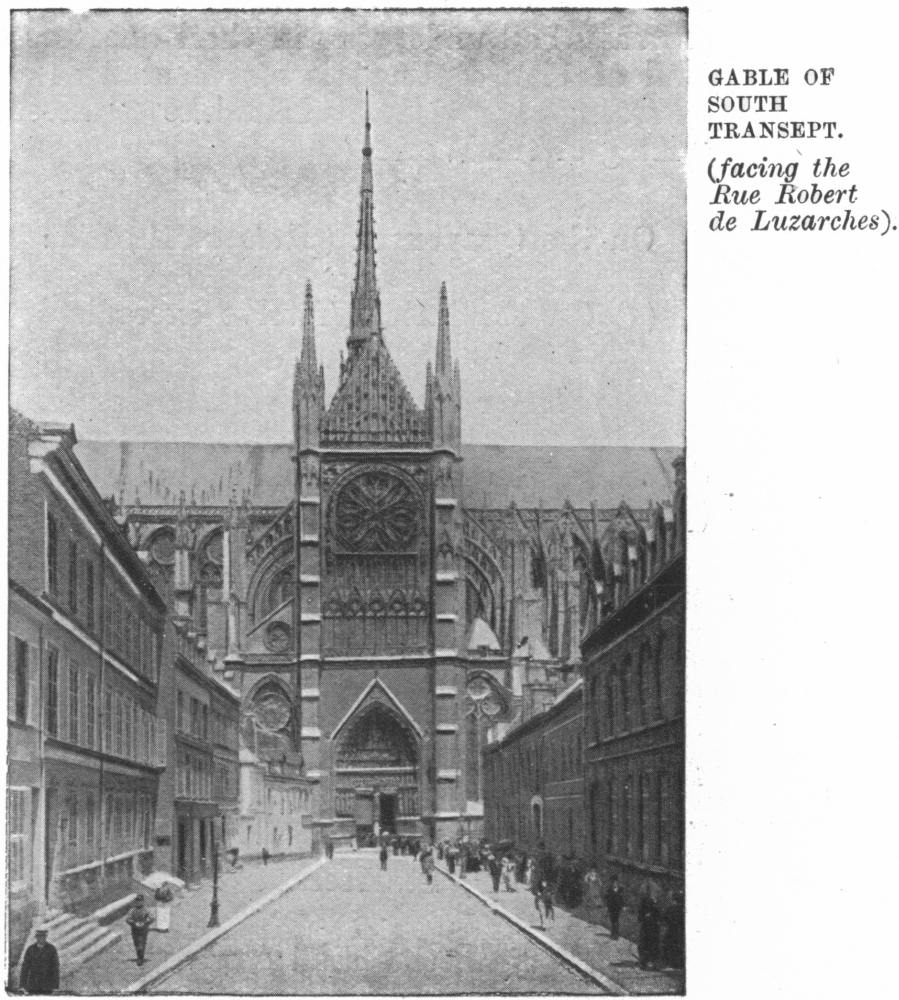 GABLE OF
SOUTH
TRANSEPT.
(facing the
Rue Robert
de Luzarches).